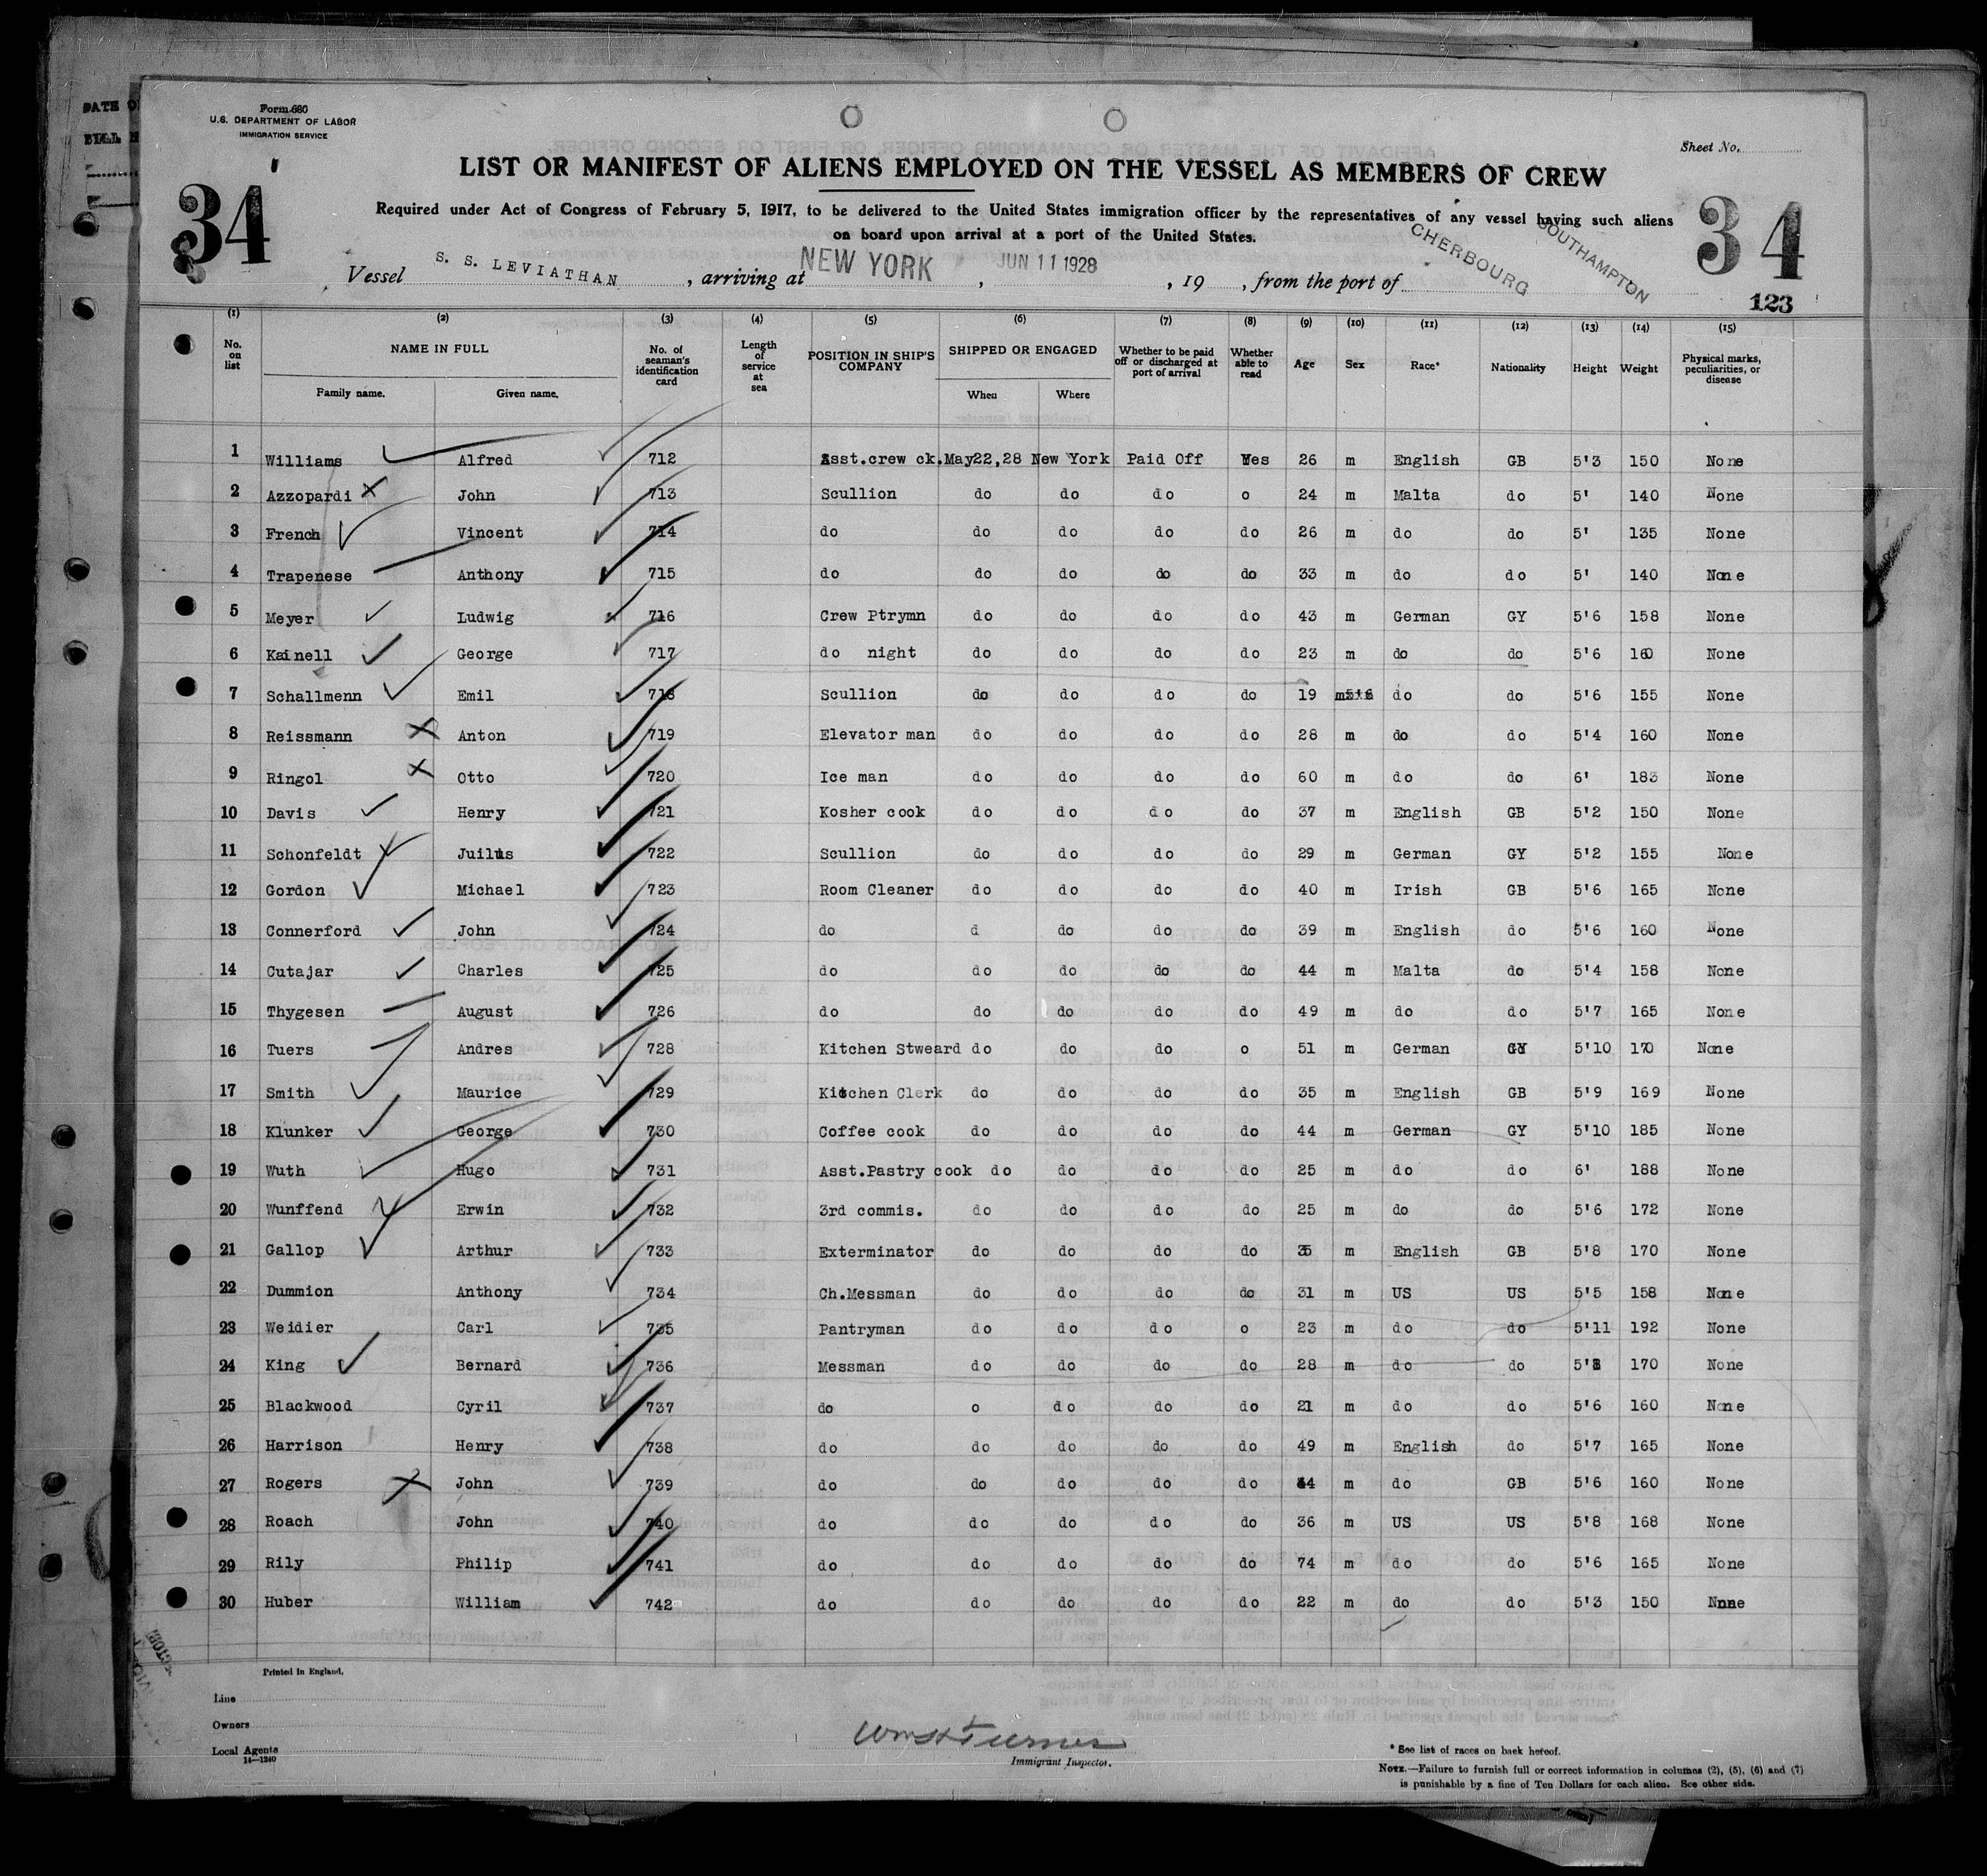 DATE O
BILL
Form 680
U.S. DEPARTMENT OF LABOR
IMMIGRATION SERVICE
Sheet No.
34
34
LIST OR MANIFEST OF ALIENS EMPLOYED ON THE VESSEL AS MEMBERS OF CREW
Required under Act of Congress of February 5, 1917, to be delivered to the United States immigration officer by the representatives of any vessel having such aliens
on board upon arrival at a port of the United States.
Vessel S. S. LEVIATHAN, arriving at NEW YORK, JUN 11 1928, 19 , from the port of CHERBOURG SOUTHAMPTON
123
(1) (2) (3) (4) (5) (6) (7) (8) (9) (10) (11) (12) (13) (14) (15)
No. on list NAME IN FULL Family name. Given name. No. of seaman's identification card Length of service at sea POSITION IN SHIP'S COMPANY SHIPPED OR ENGAGED When Where Whether to be paid off or discharged at port of arrival Whether able to read Age Sex Race* Nationality Height Weight Physical marks, peculiarities, or disease
1 Williams Alfred 712 Asst.crew ck. May22,28 New York Paid Off Yes 26 m English GB 5'3 150 None
2 Azzopardi John 713 Scullion do do do o 24 m Malta do 5' 140 None
3 French Vincent 714 do do do do do 26 m do do 5' 135 None
4 Trapenese Anthony 715 do do do do do 33 m do do 5' 140 None
5 Meyer Ludwig 716 Crew Ptrymn do do do do 43 m German GY 5'6 158 None
6 Kainell George 717 do night do do do do 23 m do do 5'6 160 None
7 Schallmenn Emil 718 Scullion do do do do 19 m do do 5'6 155 None
8 Reissmann Anton 719 Elevator man do do do do 28 m do do 5'4 160 None
9 Ringol Otto 720 Ice man do do do do 60 m do do 6' 183 None
10 Davis Henry 721 Kosher cook do do do do 37 m English GB 5'2 150 None
11 Schonfeldt Juilus 722 Scullion do do do do 29 m German GY 5'2 155 None
12 Gordon Michael 723 Room Cleaner do do do do 40 m Irish GB 5'6 165 None
13 Connerford John 724 do d do do do 39 m English do 5'6 160 None
14 Cutajar Charles 725 do do do do do 44 m Malta do 5'4 158 None
15 Thygesen August 726 do do do do do 49 m do do 5'7 165 None
16 Tuers Andres 728 Kitchen Stweard do do do o 51 m German GY 5'10 170 None
17 Smith Maurice 729 Kitchen Clerk do do do do 35 m English GB 5'9 169 None
18 Klunker George 730 Coffee cook do do do do 44 m German GY 5'10 185 None
19 Wuth Hugo 731 Asst.Pastry cook do do do do 25 m do do 6' 188 None
20 Wunffend Erwin 732 3rd commis. do do do do 25 m do do 5'6 172 None
21 Gallop Arthur 733 Exterminator do do do do 35 m English GB 5'8 170 None
22 Dummion Anthony 734 Ch.Messman do do do do 31 m US US 5'5 158 None
23 Weidier Carl 735 Pantryman do do do o 23 m do do 5'11 192 None
24 King Bernard 736 Messman do do do do 28 m do do 170 None
25 Blackwood Cyril 737 do o do do do 21 m do do 5'6 160 None
26 Harrison Henry 738 do do do do do 49 m English do 5'7 165 None
27 Rogers John 739 do do do do do 44 m do GB 5'6 160 None
28 Roach John 740 do do do do do 36 m US US 5'8 168 None
29 Rily Philip 741 do do do do do 74 m do do 5'6 165 None
30 Huber William 742 do do do do do 22 m do do 5'3 150 Nnne
Printed in England.
Line
Owners
Local Agents
14—1240
Wm H Turner
Immigrant Inspector.
* See list of races on back hereof.
NOTE.—Failure to furnish full or correct information in columns (2), (5), (6) and (7)
is punishable by a fine of Ten Dollars for each alien. See other side.